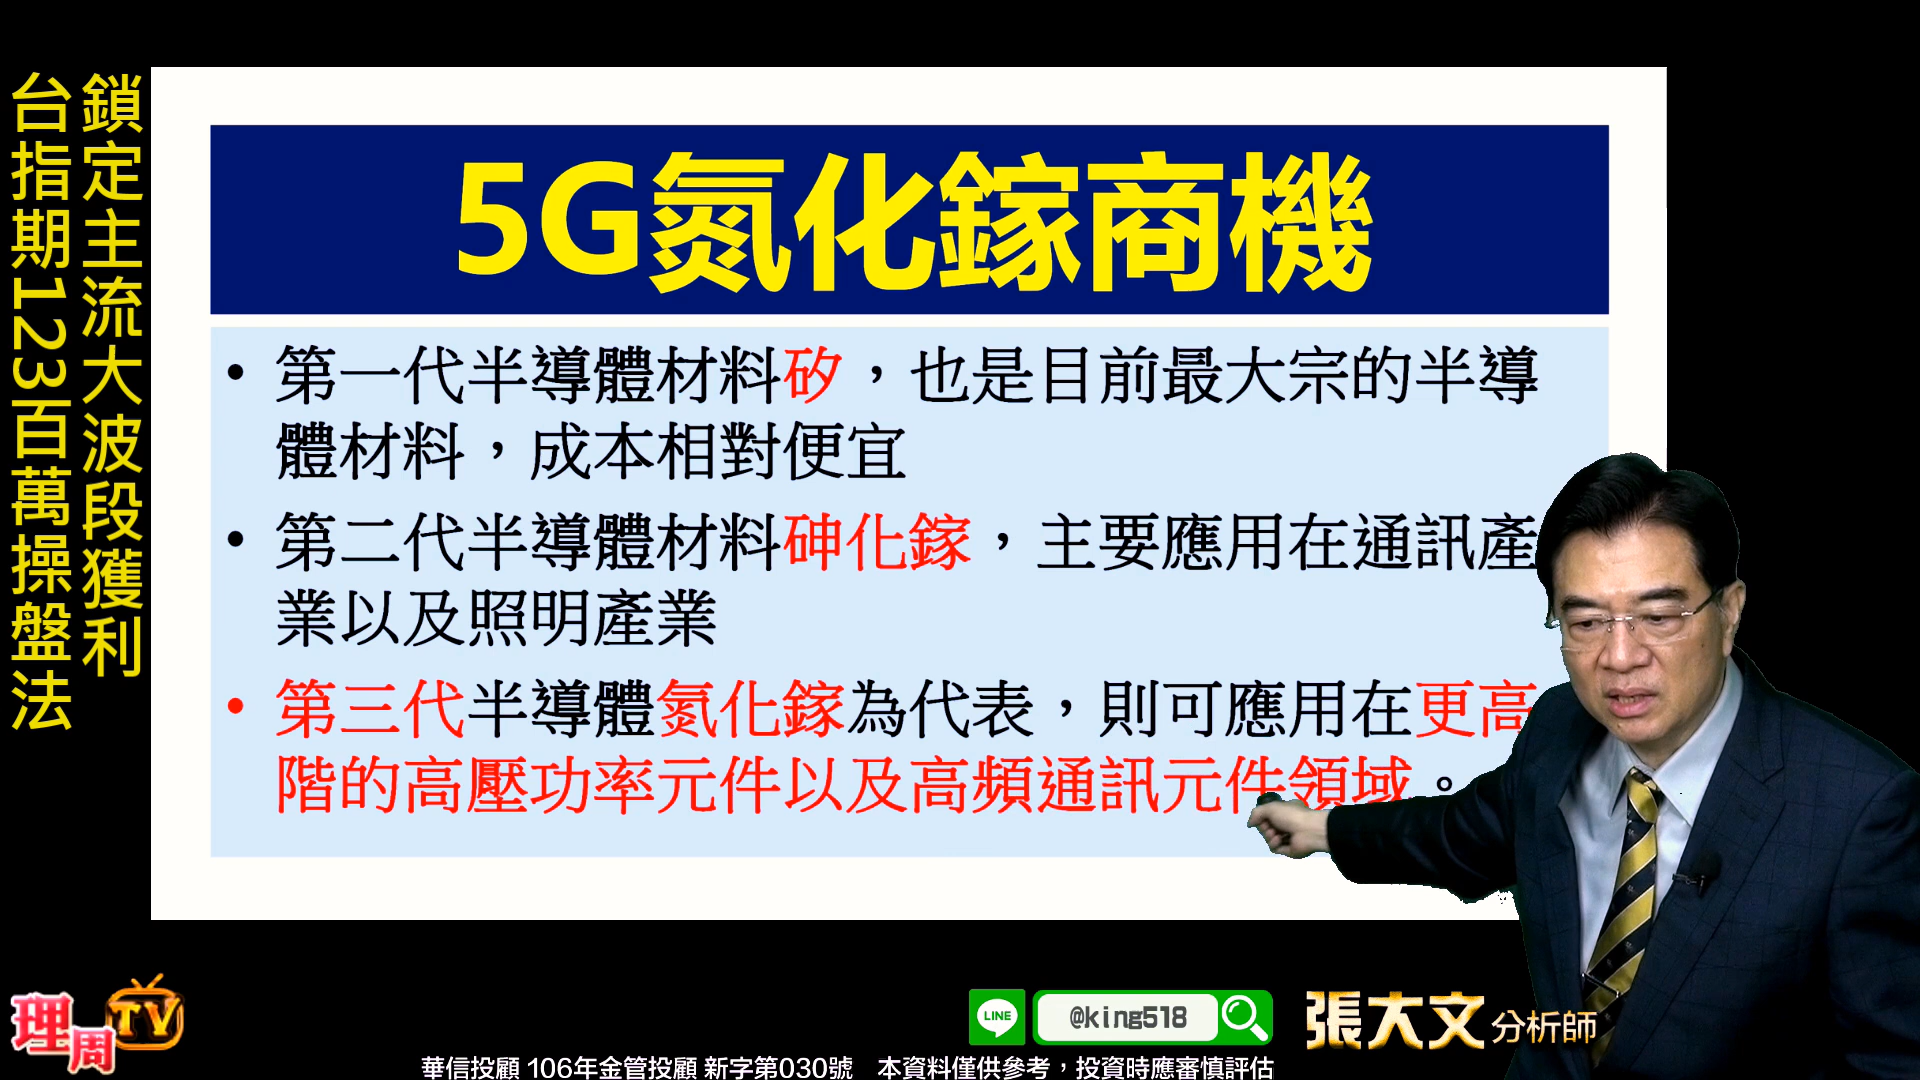 鎖定主流大波段獲利
台指期123百萬操盤法
5G氮化鎵商機
• 第一代半導體材料矽，也是目前最大宗的半導
體材料，成本相對便宜
• 第二代半導體材料砷化鎵，主要應用在通訊產
業以及照明產業
• 第三代半導體氮化鎵為代表，則可應用在更高
階的高壓功率元件以及高頻通訊元件領域。
理周TV
LINE
@king518
張大文分析師
華信投顧 106年金管投顧 新字第030號 本資料僅供參考，投資時應審慎評估